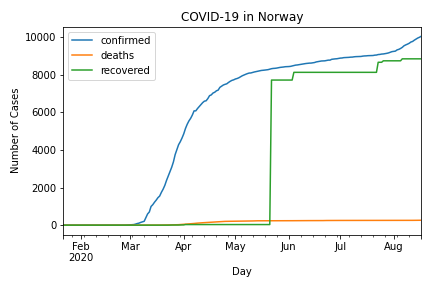 COVID-19 in Norway
confirmed
deaths
recovered
Number of Cases
10000
8000
6000
4000
2000
0
Feb Mar Apr May Jun Jul Aug
2020
Day